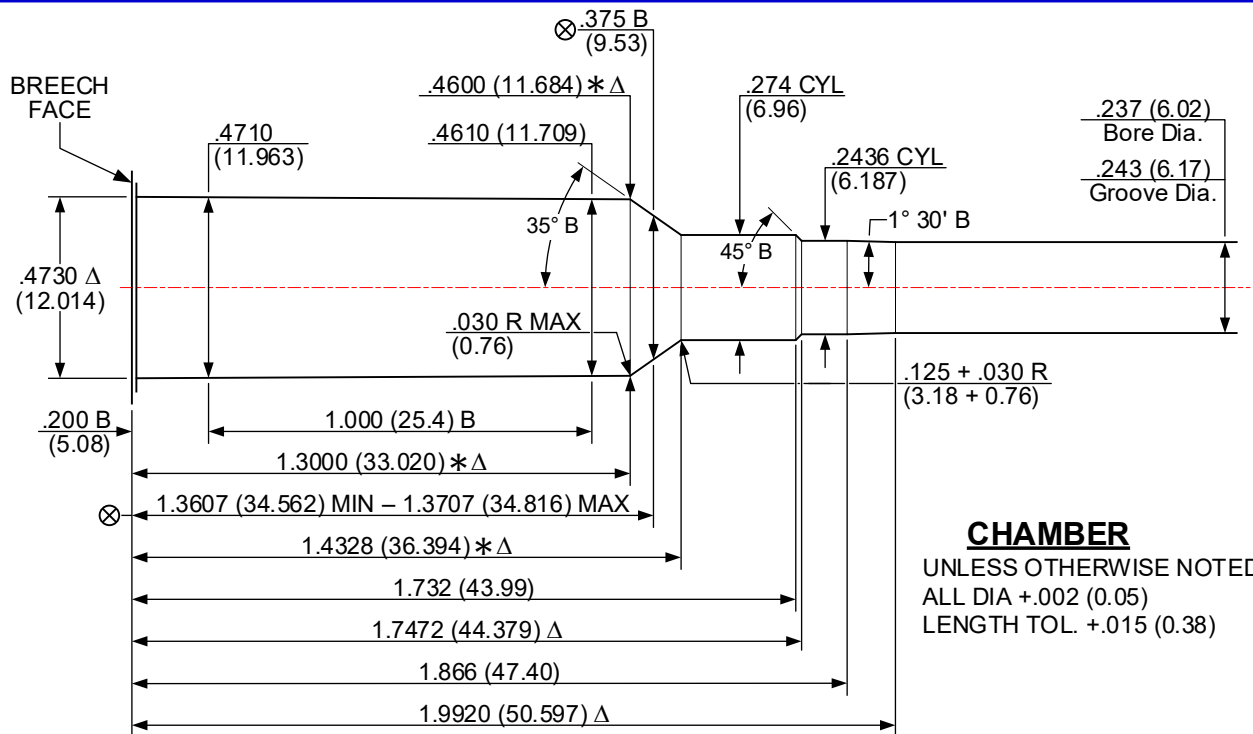 ⊗ .375 B
(9.53)
BREECH
FACE
.4600 (11.684) ∗ Δ
.274 CYL
(6.96)
.237 (6.02)
Bore Dia.
.4710
(11.963)
.4610 (11.709)
.2436 CYL
(6.187)
.243 (6.17)
Groove Dia.
35° B
45° B
1° 30' B
.4730 Δ
(12.014)
.030 R MAX
(0.76)
.125 + .030 R
(3.18 + 0.76)
.200 B
(5.08)
1.000 (25.4) B
1.3000 (33.020) ∗ Δ
⊗ 1.3607 (34.562) MIN – 1.3707 (34.816) MAX
1.4328 (36.394) ∗ Δ
1.732 (43.99)
1.7472 (44.379) Δ
1.866 (47.40)
1.9920 (50.597) Δ
CHAMBER
UNLESS OTHERWISE NOTED
ALL DIA +.002 (0.05)
LENGTH TOL. +.015 (0.38)